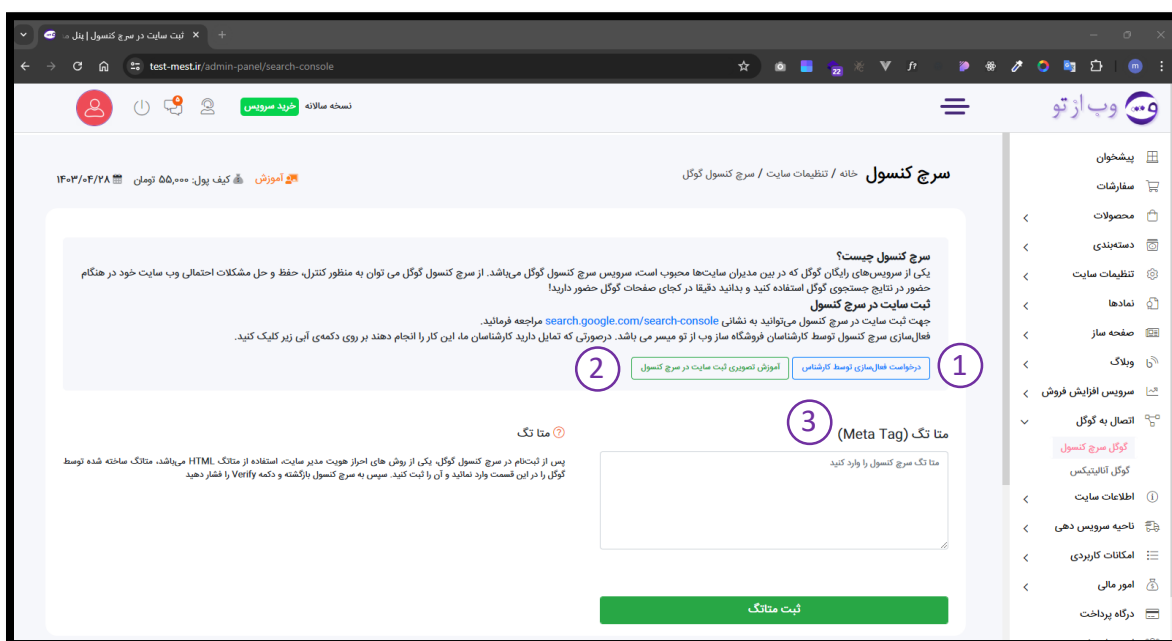 ثبت سایت در سرچ کنسول | پنل مد
test-mest.ir/admin-panel/search-console
22
m
وب از تو
نسخه سالانه
خرید سرویس
پیشخوان
سفارشات
محصولات
دسته‌بندی
تنظیمات سایت
نمادها
صفحه ساز
وبلاگ
سرویس افزایش فروش
اتصال به گوگل
گوگل سرچ کنسول
گوگل آنالیتیکس
اطلاعات سایت
ناحیه سرویس دهی
امکانات کاربردی
امور مالی
درگاه پرداخت
سرچ کنسول
خانه / تنظیمات سایت / سرچ کنسول گوگل
آموزش
کیف پول: 55,000 تومان
۱۴۰۳/۰۴/۲۸
سرچ کنسول چیست؟
یکی از سرویس‌های رایگان گوگل که در بین مدیران سایت‌ها محبوب است، سرویس سرچ کنسول گوگل می‌باشد. از سرچ کنسول گوگل می توان به منظور کنترل، حفظ و حل مشکلات احتمالی وب سایت خود در هنگام
حضور در نتایج جستجوی گوگل استفاده کنید و بدانید دقیقا در کجای صفحات گوگل حضور دارید!
ثبت سایت در سرچ کنسول
جهت ثبت سایت در سرچ کنسول می‌توانید به نشانی search.google.com/search-console مراجعه فرمائید.
فعال‌سازی سرچ کنسول توسط کارشناسان فروشگاه ساز وب از تو میسر می باشد. درصورتی که تمایل دارید کارشناسان ما، این کار را انجام دهند بر روی دکمه‌ی آبی زیر کلیک کنید.
1
درخواست فعال‌سازی توسط کارشناس
آموزش تصویری ثبت سایت در سرچ کنسول
2
3
متا تگ (Meta Tag)
متا تگ سرچ کنسول را وارد کنید
متا تگ
پس از ثبت‌نام در سرچ کنسول گوگل، یکی از روش های احراز هویت مدیر سایت، استفاده از متاتگ HTML می‌باشد، متاتگ ساخته شده توسط
گوگل را در این قسمت وارد نمائید و آن را ثبت کنید. سپس به سرچ کنسول بازگشته و دکمه Verify را فشار دهید
ثبت متاتگ